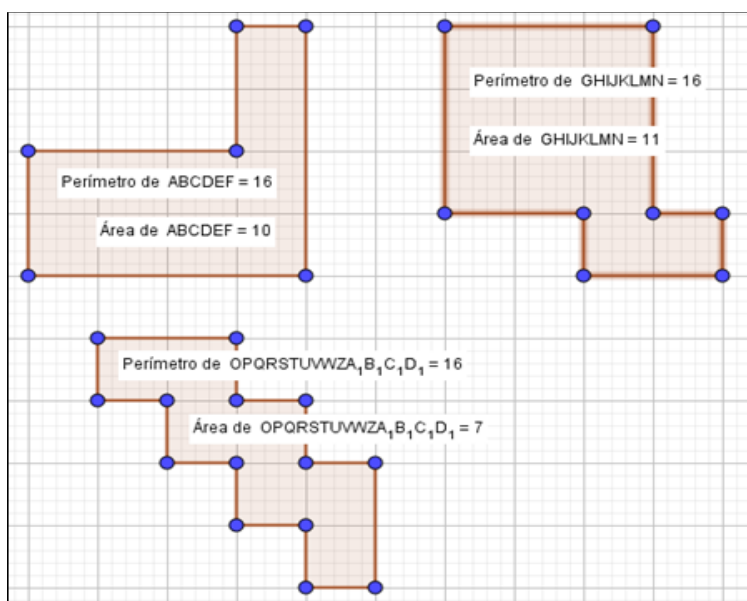 Perímetro de ABCDEF = 16
Área de ABCDEF = 10
Perímetro de GHIJKLMN = 16
Área de GHIJKLMN = 11
Perímetro de OPQRSTUVWZA₁B₁C₁D₁ = 16
Área de OPQRSTUVWZA₁B₁C₁D₁ = 7